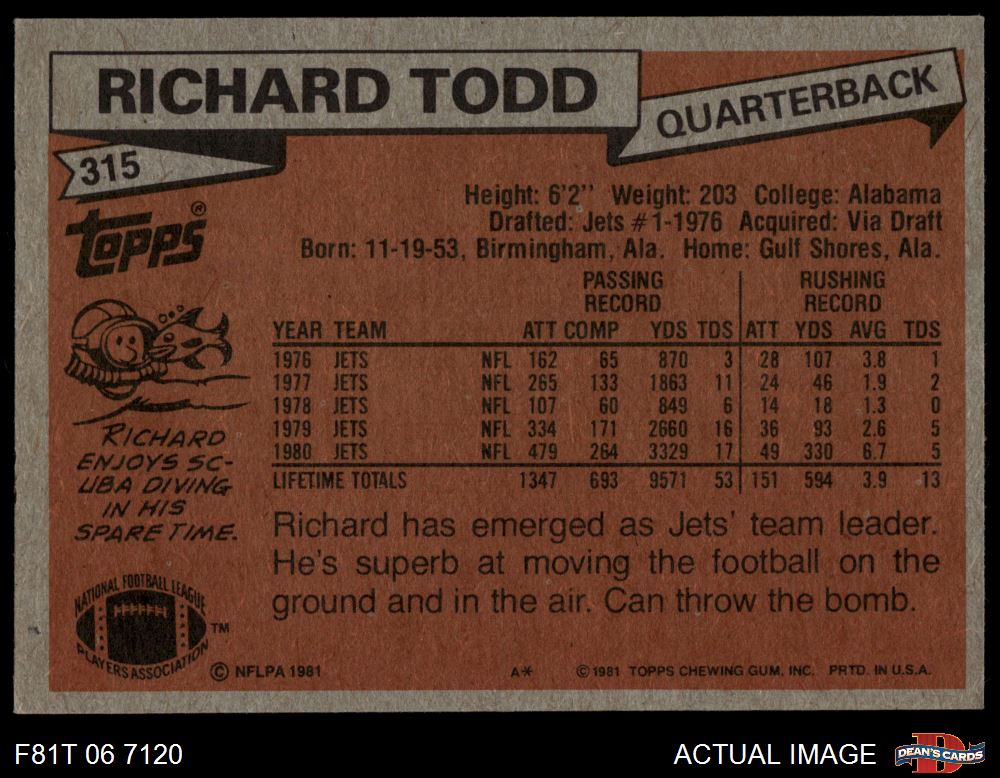 RICHARD TODD
QUARTERBACK
315
topps®
Height: 6'2'' Weight: 203 College: Alabama
Drafted: Jets #1-1976 Acquired: Via Draft
Born: 11-19-53, Birmingham, Ala. Home: Gulf Shores, Ala.
PASSING RECORD RUSHING RECORD
YEAR TEAM ATT COMP YDS TDS ATT YDS AVG TDS
1976 JETS NFL 162 65 870 3 28 107 3.8 1
1977 JETS NFL 265 133 1863 11 24 46 1.9 2
1978 JETS NFL 107 60 849 6 14 18 1.3 0
1979 JETS NFL 334 171 2660 16 36 93 2.6 5
1980 JETS NFL 479 264 3329 17 49 330 6.7 5
LIFETIME TOTALS 1347 693 9571 53 151 594 3.9 13
RICHARD
ENJOYS SC-
UBA DIVING
IN HIS
SPARE TIME.
Richard has emerged as Jets' team leader.
He's superb at moving the football on the
ground and in the air. Can throw the bomb.
NATIONAL FOOTBALL LEAGUE
PLAYERS ASSOCIATION
TM
© NFLPA 1981 A* © 1981 TOPPS CHEWING GUM, INC. PRTD. IN U.S.A.
F81T 06 7120 ACTUAL IMAGE DEAN'S CARDS